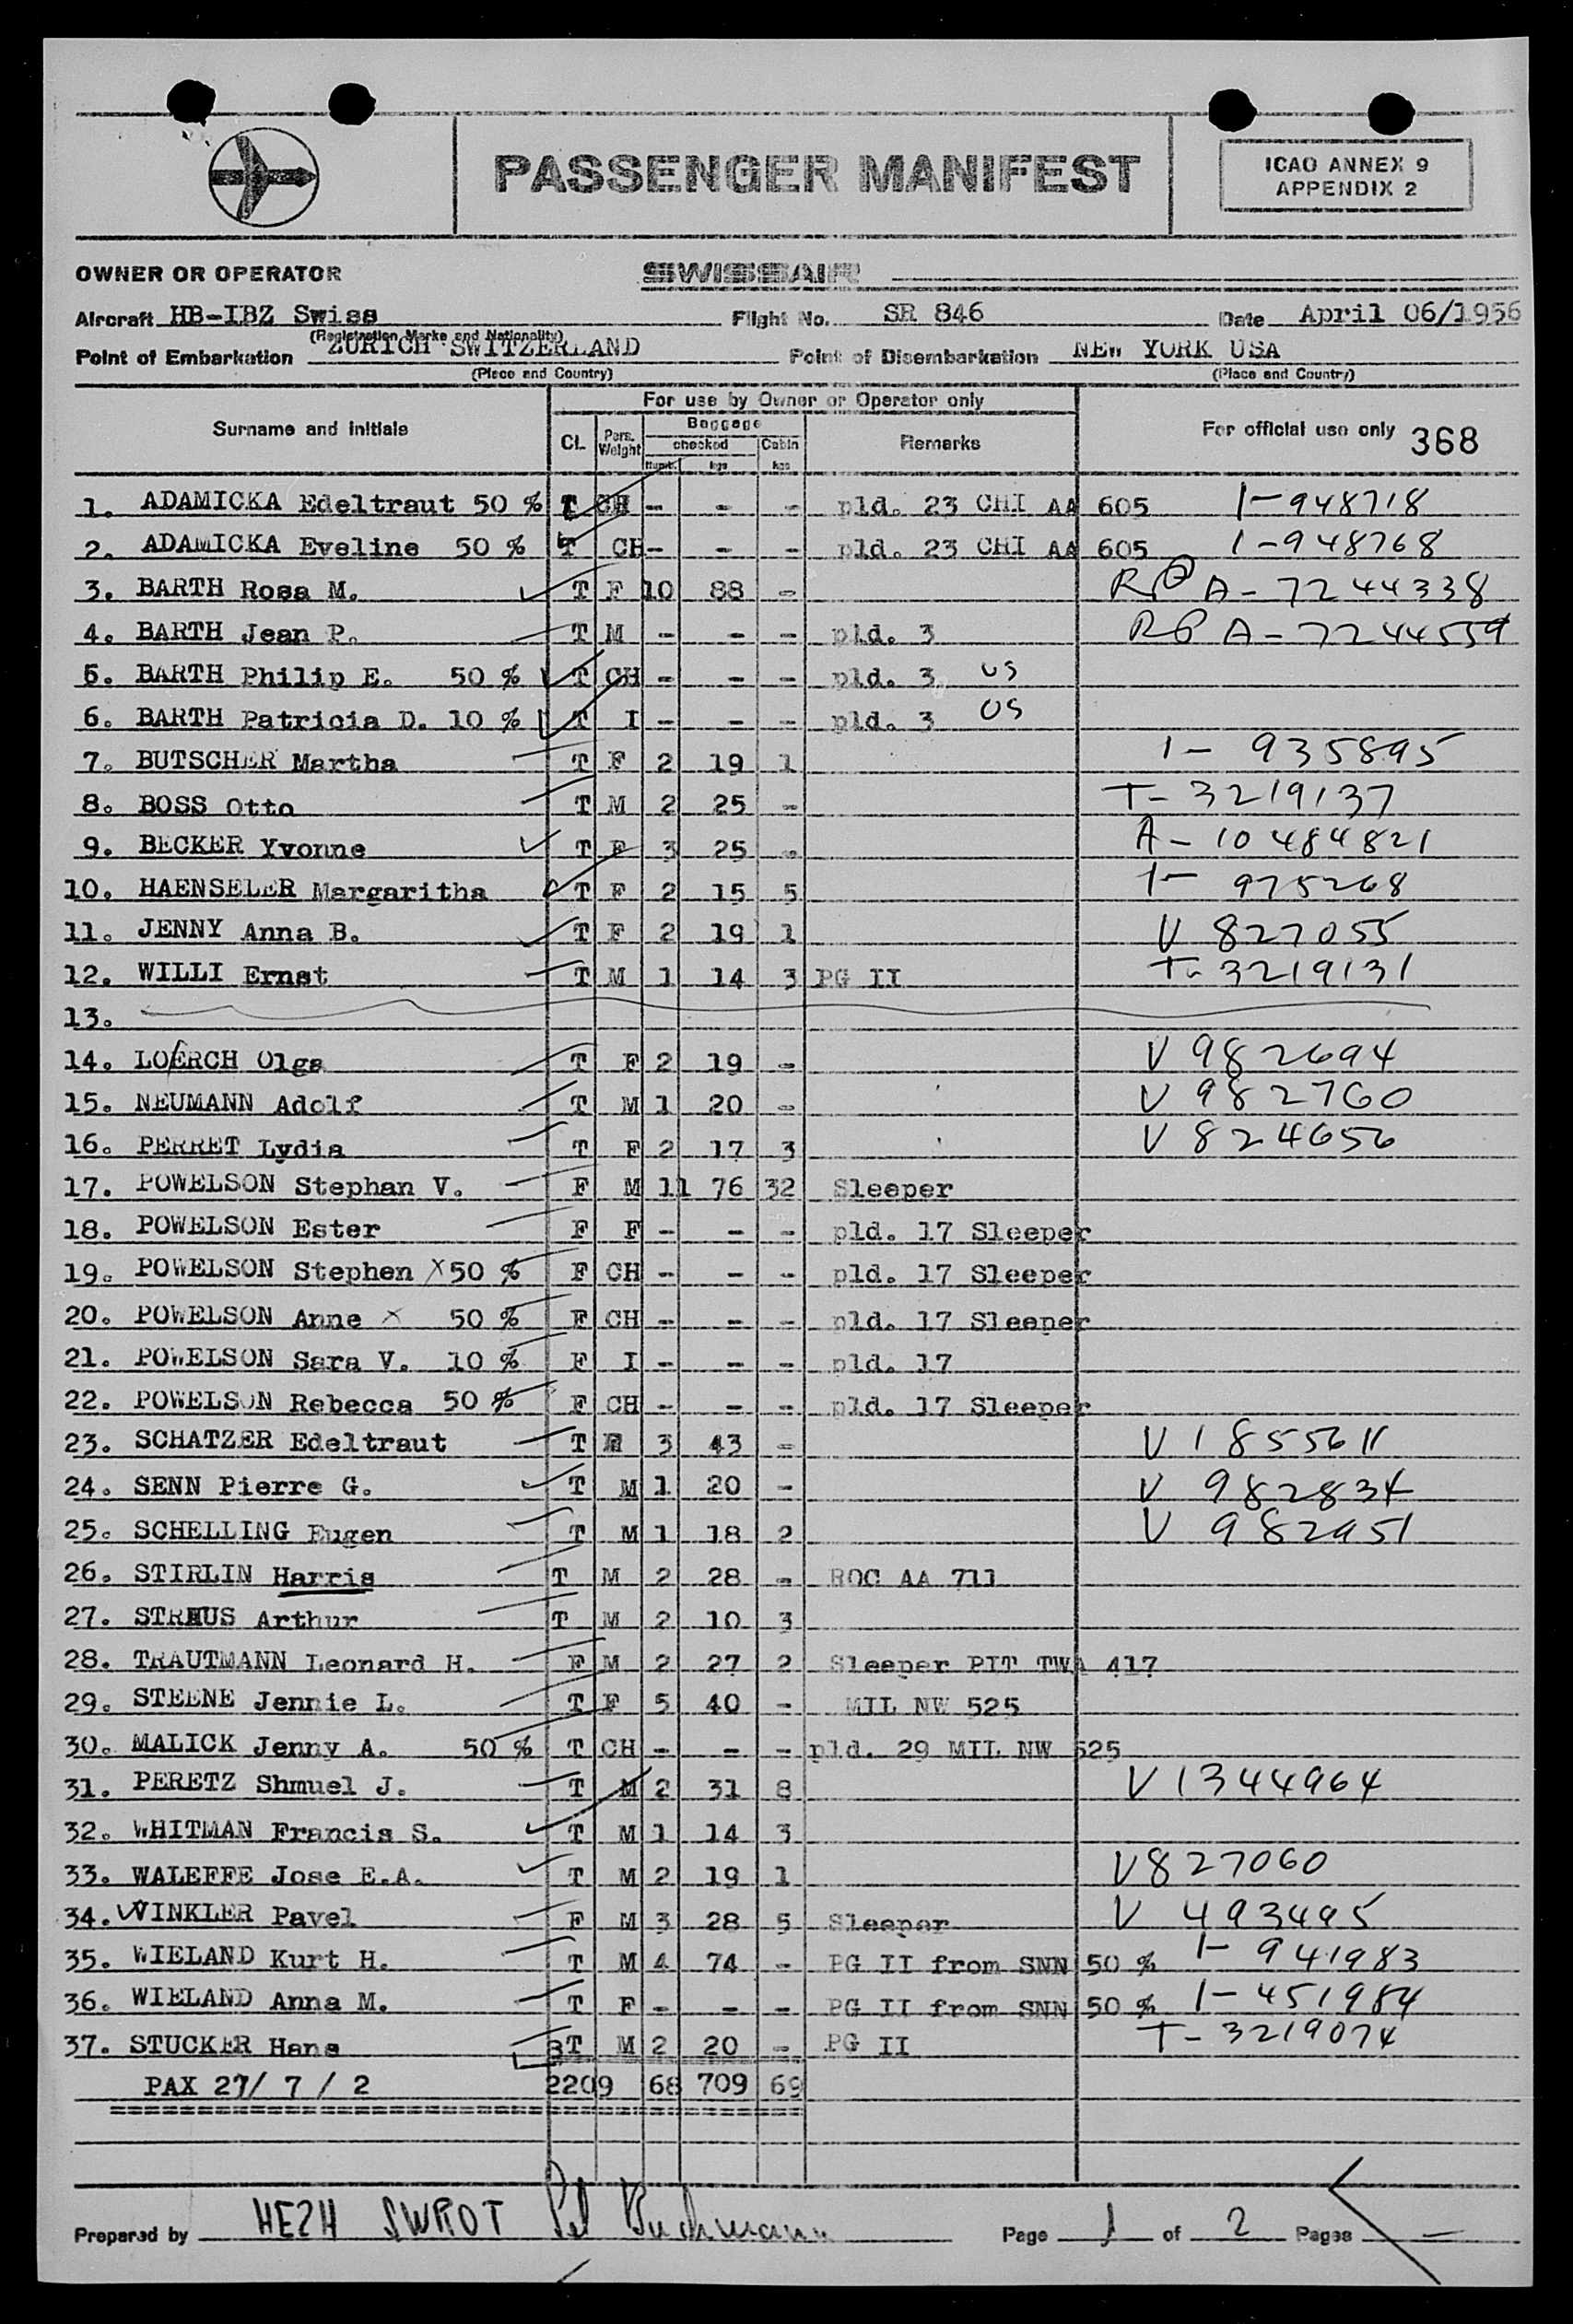 PASSENGER MANIFEST
ICAO ANNEX 9
APPENDIX 2
OWNER OR OPERATOR SWISSAIR
Aircraft HB-IBZ Swiss Flight No. SR 846 Date April 06/1956
(Registration Marks and Nationality)
Point of Embarkation ZURICH SWITZERLAND Point of Disembarkation NEW YORK USA
(Place and Country) (Place and Country)
For use by Owner or Operator only
Surname and initials Cl. Pers. Weight Baggage checked Numb. kgs Cabin kgs Remarks For official use only 368
1. ADAMICKA Edeltraut 50 % T CH - - - pld. 23 CHI AA 605 1-948718
2. ADAMICKA Eveline 50 % T CH - - - pld. 23 CHI AA 605 1-948768
3. BARTH Rosa M. T F 10 88 - A-7244338
4. BARTH Jean P. T M - - - pld. 3 A-7244559
5. BARTH Philip E. 50 % T CH - - - pld. 3 US
6. BARTH Patricia D. 10 % T I - - - pld. 3 US
7. BUTSCHER Martha T F 2 19 1 1-935895
8. BOSS Otto T M 2 25 - T-3219137
9. BECKER Yvonne T F 3 25 - A-10484821
10. HAENSELER Margaritha T F 2 15 5 1-975268
11. JENNY Anna B. T F 2 19 1 V 827055
12. WILLI Ernst T M 1 14 3 PG II T-3219131
13.
14. LOERCH Olga T F 2 19 - V 982694
15. NEUMANN Adolf T M 1 20 - V 982760
16. PERRET Lydia T F 2 17 3 V 824656
17. POWELSON Stephan V. F M 11 76 32 Sleeper
18. POWELSON Ester F F - - - pld. 17 Sleeper
19. POWELSON Stephen X 50 % F CH - - - pld. 17 Sleeper
20. POWELSON Anne X 50 % F CH - - - pld. 17 Sleeper
21. POWELSON Sara V. 10 % F I - - - pld. 17
22. POWELSON Rebecca 50 % F CH - - - pld. 17 Sleeper
23. SCHATZER Edeltraut T F 3 43 - V 1855611
24. SENN Pierre G. T M 1 20 - V 982834
25. SCHELLING Eugen T M 1 18 2 V 982951
26. STIRLIN Harris T M 2 28 - ROC AA 711
27. Arthur T M 2 10 3
28. TRAUTMANN Leonard H. F M 2 27 2 Sleeper PIT TWA 417
29. STEENE Jennie L. T F 5 40 - MIL NW 525
30. MALICK Jenny A. 50 % T CH - - - pld. 29 MIL NW 525
31. PERETZ Shmuel J. T M 2 31 8 V 1344964
32. WHITMAN Francis S. T M 1 14 3
33. WALEFFE Jose E.A. T M 2 19 1 V 827060
34. WINKLER Pavel F M 3 28 5 Sleeper V 493495
35. WIELAND Kurt H. T M 4 74 - PG II from SNN 50 % 1-941983
36. WIELAND Anna M. T F - - - PG II from SNN 50 % 1-451984
37. STUCKER Hans T M 2 20 - PG II T-3219074
PAX 27/ 7 / 2 2209 68 709 69
Prepared by HEZH SWROT Page 1 of 2 Pages